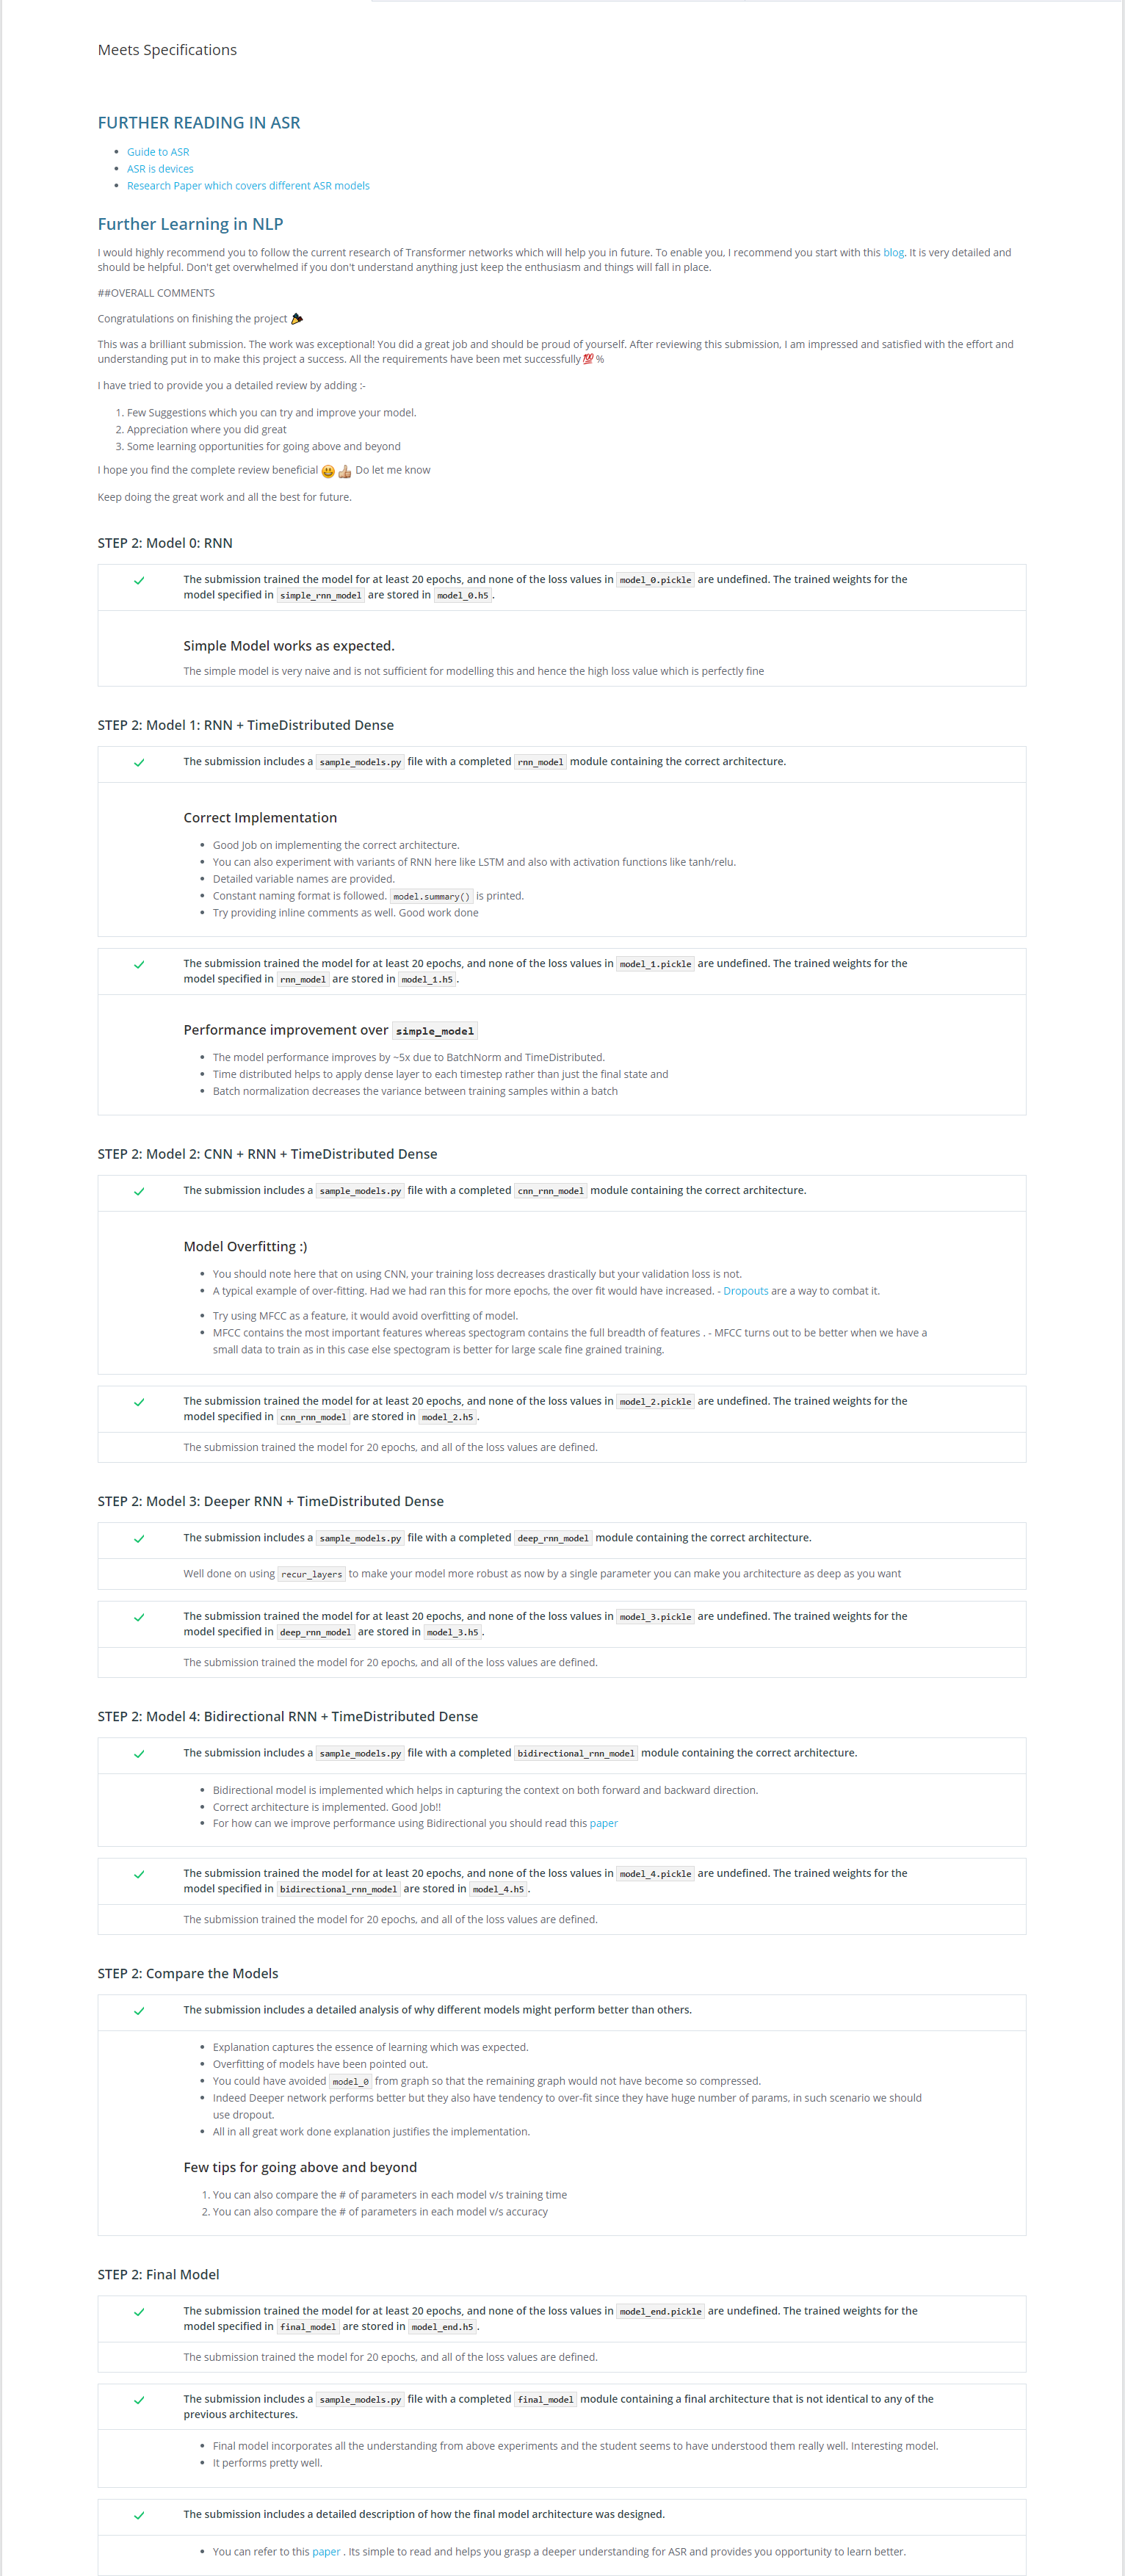 Meets Specifications
FURTHER READING IN ASR
• Guide to ASR
• ASR is devices
• Research Paper which covers different ASR models
Further Learning in NLP
I would highly recommend you to follow the current research of Transformer networks which will help you in future. To enable you, I recommend you start with this blog. It is very detailed and
should be helpful. Don't get overwhelmed if you don't understand anything just keep the enthusiasm and things will fall in place.
##OVERALL COMMENTS
Congratulations on finishing the project 🎉
This was a brilliant submission. The work was exceptional! You did a great job and should be proud of yourself. After reviewing this submission, I am impressed and satisfied with the effort and
understanding put in to make this project a success. All the requirements have been met successfully 💯 %
I have tried to provide you a detailed review by adding :-
1. Few Suggestions which you can try and improve your model.
2. Appreciation where you did great
3. Some learning opportunities for going above and beyond
I hope you find the complete review beneficial 😀 👍 Do let me know
Keep doing the great work and all the best for future.
STEP 2: Model 0: RNN
The submission trained the model for at least 20 epochs, and none of the loss values in model_0.pickle are undefined. The trained weights for the
model specified in simple_rnn_model are stored in model_0.h5.
Simple Model works as expected.
The simple model is very naive and is not sufficient for modelling this and hence the high loss value which is perfectly fine
STEP 2: Model 1: RNN + TimeDistributed Dense
The submission includes a sample_models.py file with a completed rnn_model module containing the correct architecture.
Correct Implementation
• Good Job on implementing the correct architecture.
• You can also experiment with variants of RNN here like LSTM and also with activation functions like tanh/relu.
• Detailed variable names are provided.
• Constant naming format is followed. model.summary() is printed.
• Try providing inline comments as well. Good work done
The submission trained the model for at least 20 epochs, and none of the loss values in model_1.pickle are undefined. The trained weights for the
model specified in rnn_model are stored in model_1.h5.
Performance improvement over simple_model
• The model performance improves by ~5x due to BatchNorm and TimeDistributed.
• Time distributed helps to apply dense layer to each timestep rather than just the final state and
• Batch normalization decreases the variance between training samples within a batch
STEP 2: Model 2: CNN + RNN + TimeDistributed Dense
The submission includes a sample_models.py file with a completed cnn_rnn_model module containing the correct architecture.
Model Overfitting :)
• You should note here that on using CNN, your training loss decreases drastically but your validation loss is not.
• A typical example of over-fitting. Had we had ran this for more epochs, the over fit would have increased. - Dropouts are a way to combat it.
• Try using MFCC as a feature, it would avoid overfitting of model.
• MFCC contains the most important features whereas spectogram contains the full breadth of features . - MFCC turns out to be better when we have a
small data to train as in this case else spectogram is better for large scale fine grained training.
The submission trained the model for at least 20 epochs, and none of the loss values in model_2.pickle are undefined. The trained weights for the
model specified in cnn_rnn_model are stored in model_2.h5.
The submission trained the model for 20 epochs, and all of the loss values are defined.
STEP 2: Model 3: Deeper RNN + TimeDistributed Dense
The submission includes a sample_models.py file with a completed deep_rnn_model module containing the correct architecture.
Well done on using recur_layers to make your model more robust as now by a single parameter you can make you architecture as deep as you want
The submission trained the model for at least 20 epochs, and none of the loss values in model_3.pickle are undefined. The trained weights for the
model specified in deep_rnn_model are stored in model_3.h5.
The submission trained the model for 20 epochs, and all of the loss values are defined.
STEP 2: Model 4: Bidirectional RNN + TimeDistributed Dense
The submission includes a sample_models.py file with a completed bidirectional_rnn_model module containing the correct architecture.
• Bidirectional model is implemented which helps in capturing the context on both forward and backward direction.
• Correct architecture is implemented. Good Job!!
• For how can we improve performance using Bidirectional you should read this paper
The submission trained the model for at least 20 epochs, and none of the loss values in model_4.pickle are undefined. The trained weights for the
model specified in bidirectional_rnn_model are stored in model_4.h5.
The submission trained the model for 20 epochs, and all of the loss values are defined.
STEP 2: Compare the Models
The submission includes a detailed analysis of why different models might perform better than others.
• Explanation captures the essence of learning which was expected.
• Overfitting of models have been pointed out.
• You could have avoided model_0 from graph so that the remaining graph would not have become so compressed.
• Indeed Deeper network performs better but they also have tendency to over-fit since they have huge number of params, in such scenario we should
use dropout.
• All in all great work done explanation justifies the implementation.
Few tips for going above and beyond
1. You can also compare the # of parameters in each model v/s training time
2. You can also compare the # of parameters in each model v/s accuracy
STEP 2: Final Model
The submission trained the model for at least 20 epochs, and none of the loss values in model_end.pickle are undefined. The trained weights for the
model specified in final_model are stored in model_end.h5.
The submission trained the model for 20 epochs, and all of the loss values are defined.
The submission includes a sample_models.py file with a completed final_model module containing a final architecture that is not identical to any of the
previous architectures.
• Final model incorporates all the understanding from above experiments and the student seems to have understood them really well. Interesting model.
• It performs pretty well.
The submission includes a detailed description of how the final model architecture was designed.
• You can refer to this paper . Its simple to read and helps you grasp a deeper understanding for ASR and provides you opportunity to learn better.